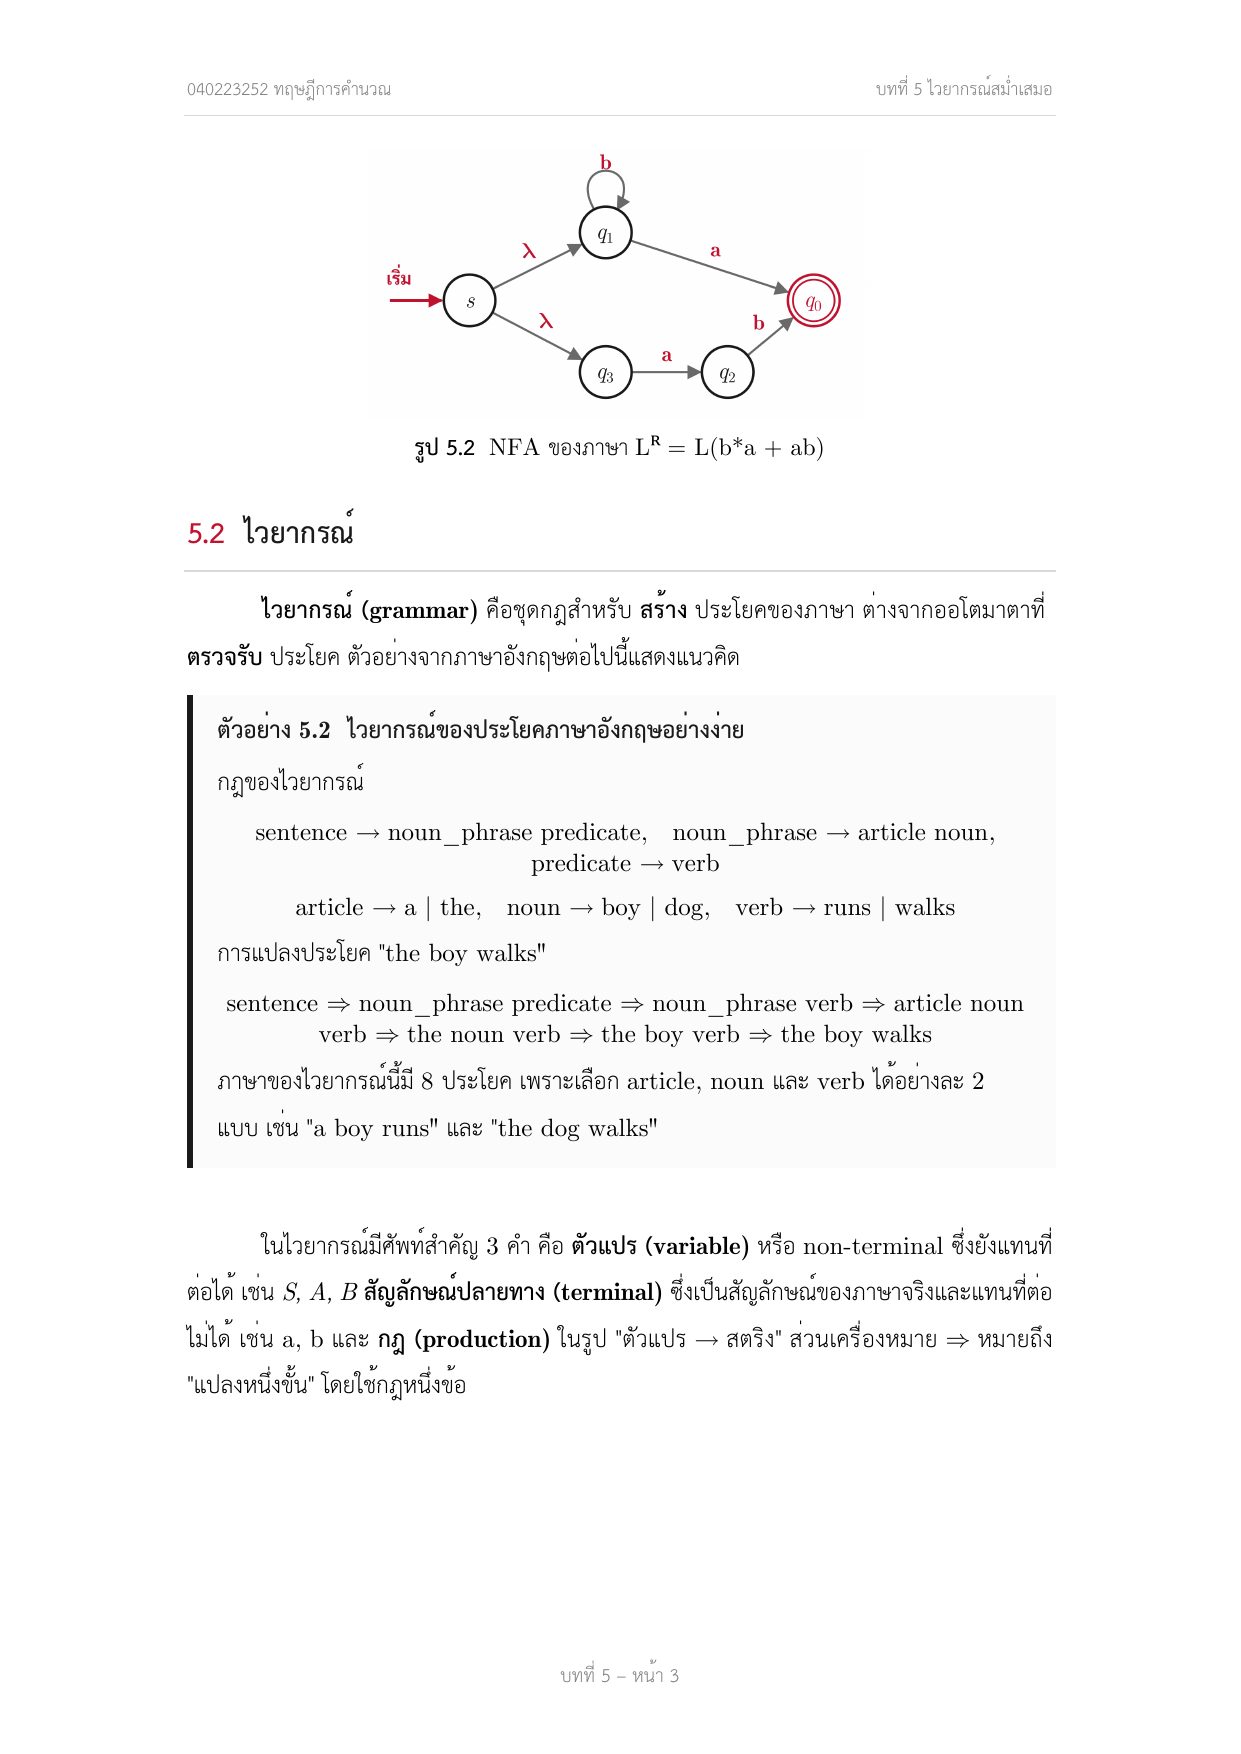 040223252 ทฤษฎีการคำนวณ
บทที่ 5 ไวยากรณ์สม่ำเสมอ
b
q1
λ
a
เริ่ม
s
q0
λ
b
a
q3
q2
รูป 5.2 NFA ของภาษา L^R = L(b*a + ab)
5.2 ไวยากรณ์
ไวยากรณ์ (grammar) คือชุดกฎสำหรับ สร้าง ประโยคของภาษา ต่างจากออโตมาตาที่
ตรวจรับ ประโยค ตัวอย่างจากภาษาอังกฤษต่อไปนี้แสดงแนวคิด
ตัวอย่าง 5.2 ไวยากรณ์ของประโยคภาษาอังกฤษอย่างง่าย
กฎของไวยากรณ์
sentence → noun_phrase predicate, noun_phrase → article noun,
predicate → verb
article → a | the, noun → boy | dog, verb → runs | walks
การแปลงประโยค "the boy walks"
sentence ⇒ noun_phrase predicate ⇒ noun_phrase verb ⇒ article noun
verb ⇒ the noun verb ⇒ the boy verb ⇒ the boy walks
ภาษาของไวยากรณ์นี้มี 8 ประโยค เพราะเลือก article, noun และ verb ได้อย่างละ 2
แบบ เช่น "a boy runs" และ "the dog walks"
ในไวยากรณ์มีศัพท์สำคัญ 3 คำ คือ ตัวแปร (variable) หรือ non-terminal ซึ่งยังแทนที่
ต่อได้ เช่น S, A, B สัญลักษณ์ปลายทาง (terminal) ซึ่งเป็นสัญลักษณ์ของภาษาจริงและแทนที่ต่อ
ไม่ได้ เช่น a, b และ กฎ (production) ในรูป "ตัวแปร → สตริง" ส่วนเครื่องหมาย ⇒ หมายถึง
"แปลงหนึ่งขั้น" โดยใช้กฎหนึ่งข้อ
บทที่ 5 – หน้า 3